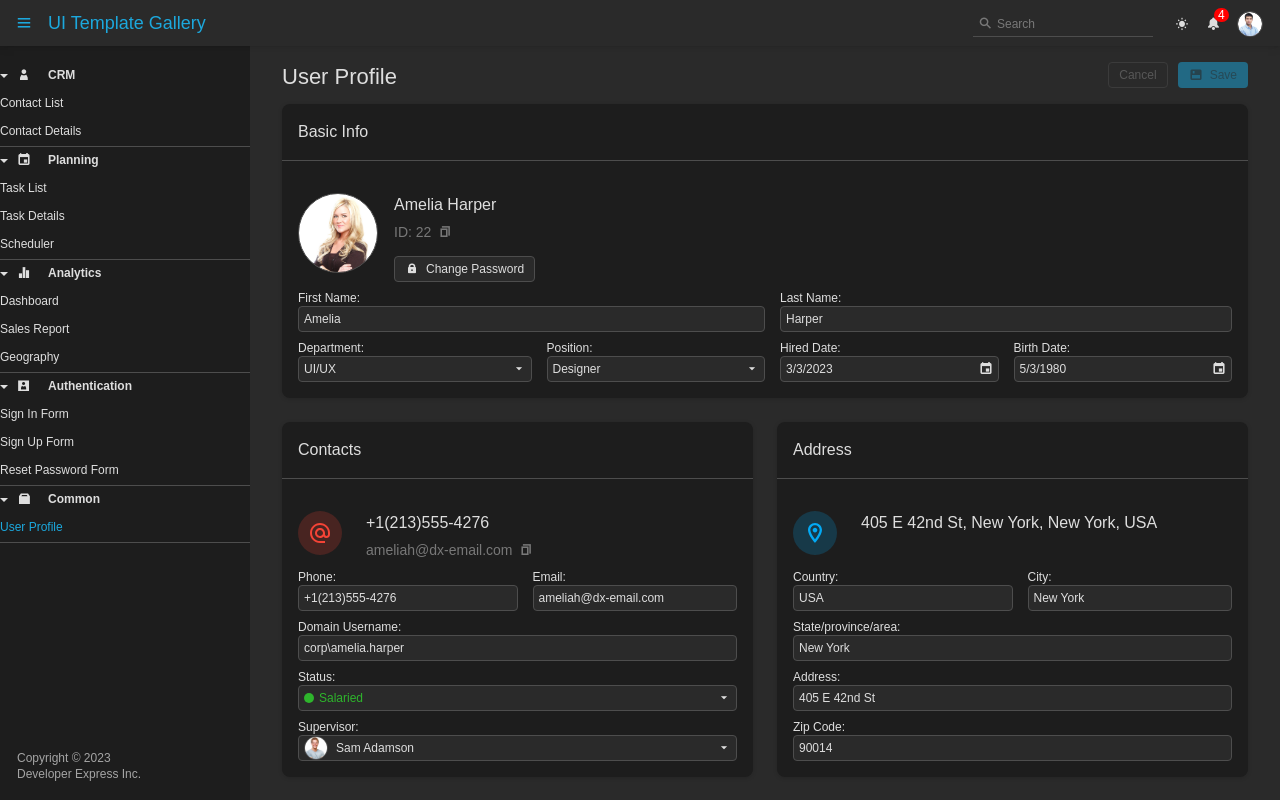 UI Template Gallery
Search
4
CRM
Contact List
Contact Details
Planning
Task List
Task Details
Scheduler
Analytics
Dashboard
Sales Report
Geography
Authentication
Sign In Form
Sign Up Form
Reset Password Form
Common
User Profile
Copyright © 2023
Developer Express Inc.
User Profile
Cancel
Save
Basic Info
Amelia Harper
ID: 22
Change Password
First Name:
Amelia
Last Name:
Harper
Department:
UI/UX
Position:
Designer
Hired Date:
3/3/2023
Birth Date:
5/3/1980
Contacts
+1(213)555-4276
ameliah@dx-email.com
Phone:
+1(213)555-4276
Email:
ameliah@dx-email.com
Domain Username:
corp\amelia.harper
Status:
Salaried
Supervisor:
Sam Adamson
Address
405 E 42nd St, New York, New York, USA
Country:
USA
City:
New York
State/province/area:
New York
Address:
405 E 42nd St
Zip Code:
90014